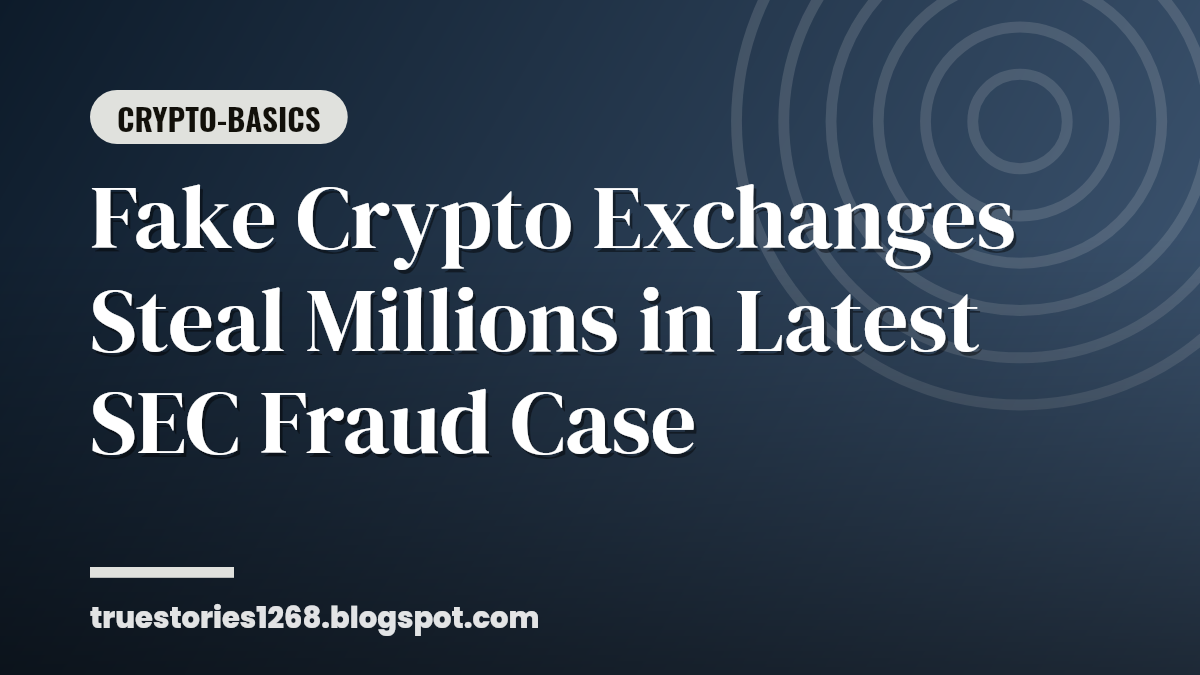 CRYPTO-BASICS
Fake Crypto Exchanges
Steal Millions in Latest
SEC Fraud Case
truestories1268.blogspot.com